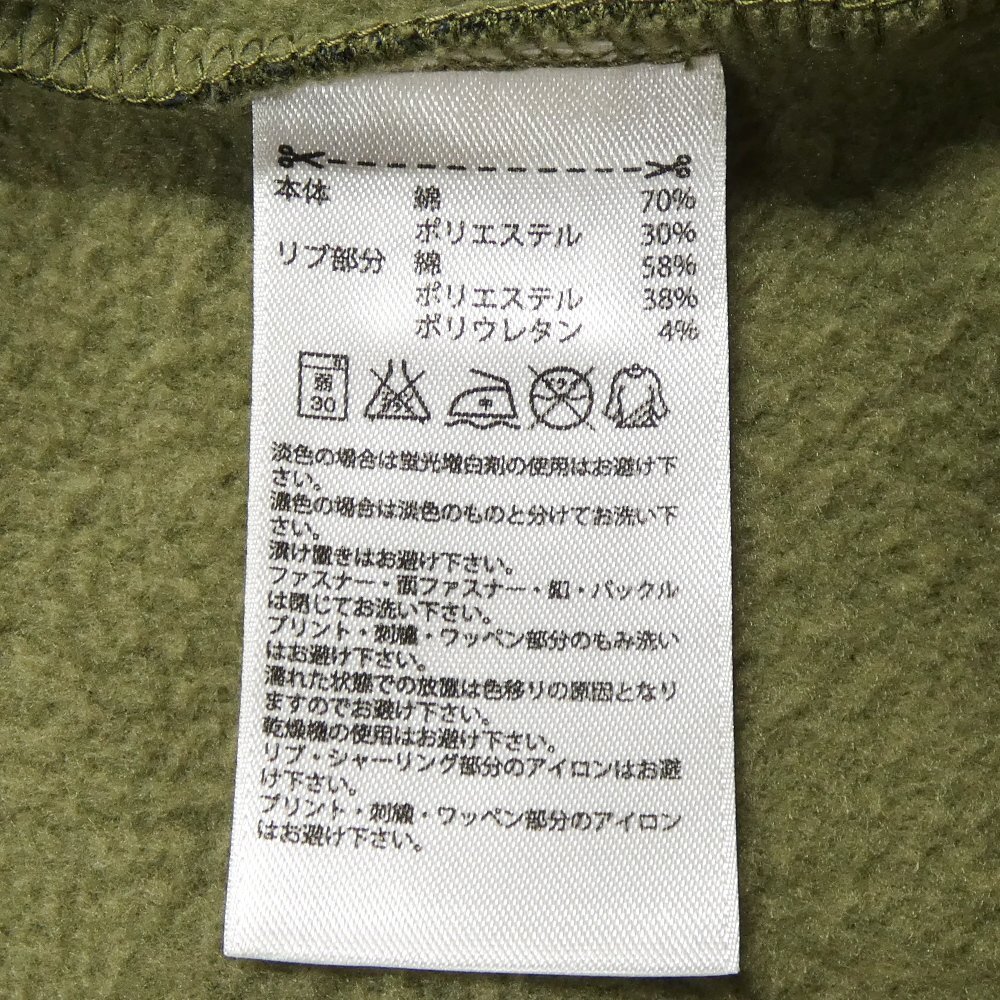 本体 綿 70%
ポリエステル 30%
リブ部分 綿 58%
ポリエステル 38%
ポリウレタン 4%
弱
30
中
淡色の場合は蛍光増白剤の使用はお避け下
さい。
濃色の場合は淡色のものと分けてお洗い下
さい。
漬け置きはお避け下さい。
ファスナー・面ファスナー・釦・バックル
は閉じてお洗い下さい。
プリント・刺繍・ワッペン部分のもみ洗い
はお避け下さい。
濡れた状態での放置は色移りの原因となり
ますのでお避け下さい。
乾燥機の使用はお避け下さい。
リブ・シャーリング部分のアイロンはお避
け下さい。
プリント・刺繍・ワッペン部分のアイロン
はお避け下さい。